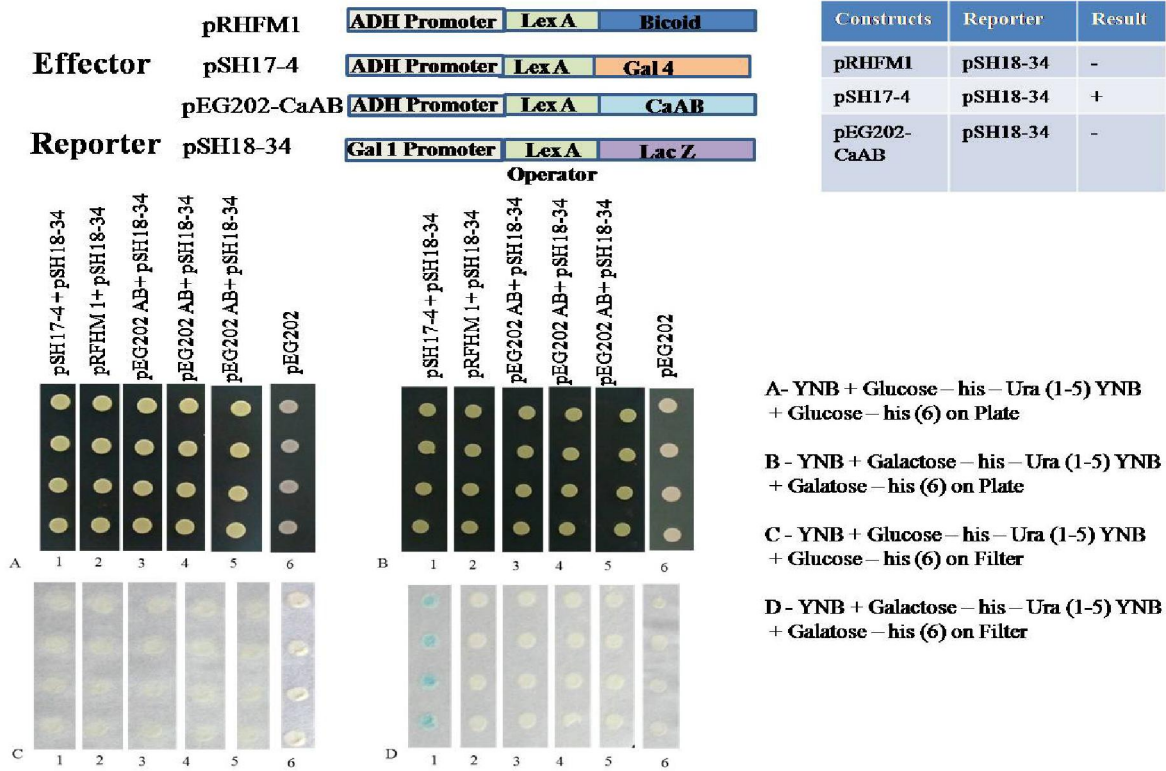 pRHFM1 ADH Promoter Lex A Bicoid
Effector pSH17-4 ADH Promoter Lex A Gal 4
pEG202-CaAB ADH Promoter Lex A CaAB
Reporter pSH18-34 Gal 1 Promoter Lex A Lac Z
Operator
Constructs Reporter Result
pRHFM1 pSH18-34 -
pSH17-4 pSH18-34 +
pEG202- pSH18-34 -
CaAB
pSH17-4 + pSH18-34
pRFHM 1+ pSH18-34
pEG202 AB+ pSH18-34
pEG202 AB+ pSH18-34
pEG202 AB+ pSH18-34
pEG202
pSH17-4 + pSH18-34
pRFHM 1+ pSH18-34
pEG202 AB+ pSH18-34
pEG202 AB+ pSH18-34
pEG202 AB+ pSH18-34
pEG202
A 1 2 3 4 5 6
B 1 2 3 4 5 6
C 1 2 3 4 5 6
D 1 2 3 4 5 6
A- YNB + Glucose – his – Ura (1-5) YNB
+ Glucose – his (6) on Plate
B - YNB + Galactose – his – Ura (1-5) YNB
+ Galatose – his (6) on Plate
C - YNB + Glucose – his – Ura (1-5) YNB
+ Glucose – his (6) on Filter
D - YNB + Galactose – his – Ura (1-5) YNB
+ Galatose – his (6) on Filter